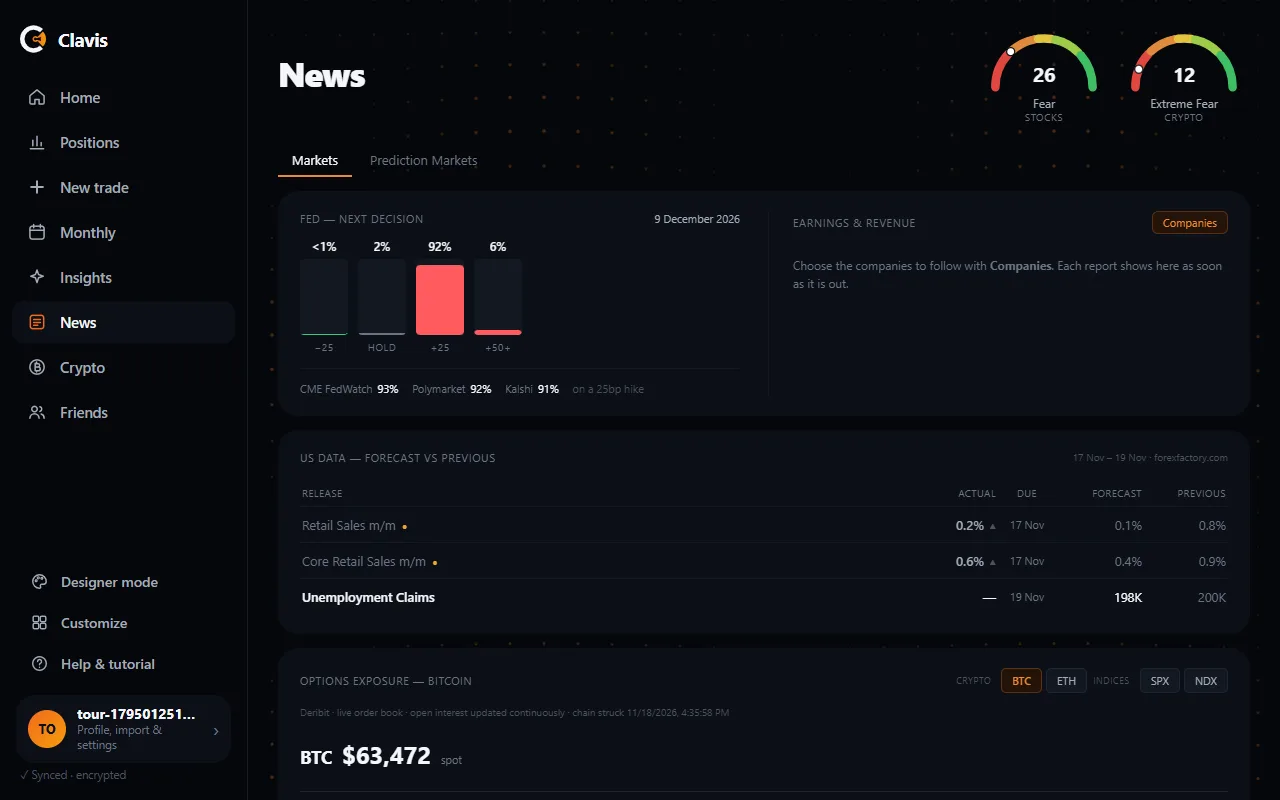 Clavis
Home
Positions
New trade
Monthly
Insights
News
Crypto
Friends
Designer mode
Customize
Help & tutorial
TO
tour-179501251...
Profile, import &
settings
✓ Synced · encrypted
News
26
Fear
STOCKS
12
Extreme Fear
CRYPTO
Markets
Prediction Markets
FED — NEXT DECISION
9 December 2026
<1% 2% 92% 6%
−25 HOLD +25 +50+
CME FedWatch 93% Polymarket 92% Kalshi 91% on a 25bp hike
EARNINGS & REVENUE
Companies
Choose the companies to follow with Companies. Each report shows here as soon
as it is out.
US DATA — FORECAST VS PREVIOUS
17 Nov – 19 Nov · forexfactory.com
RELEASE ACTUAL DUE FORECAST PREVIOUS
Retail Sales m/m 0.2% ▲ 17 Nov 0.1% 0.8%
Core Retail Sales m/m 0.6% ▲ 17 Nov 0.4% 0.9%
Unemployment Claims — 19 Nov 198K 200K
OPTIONS EXPOSURE — BITCOIN
CRYPTO BTC ETH INDICES SPX NDX
Deribit · live order book · open interest updated continuously · chain struck 11/18/2026, 4:35:58 PM
BTC $63,472 spot